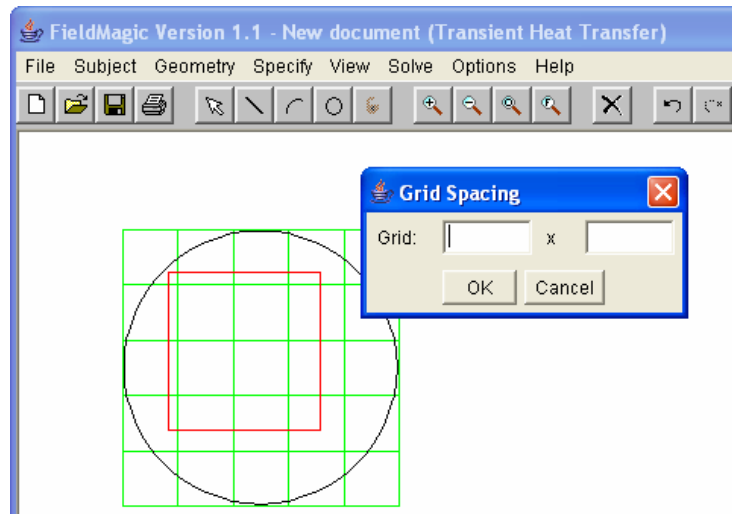 FieldMagic Version 1.1 - New document (Transient Heat Transfer)
File Subject Geometry Specify View Solve Options Help
Grid Spacing
Grid: x
OK Cancel